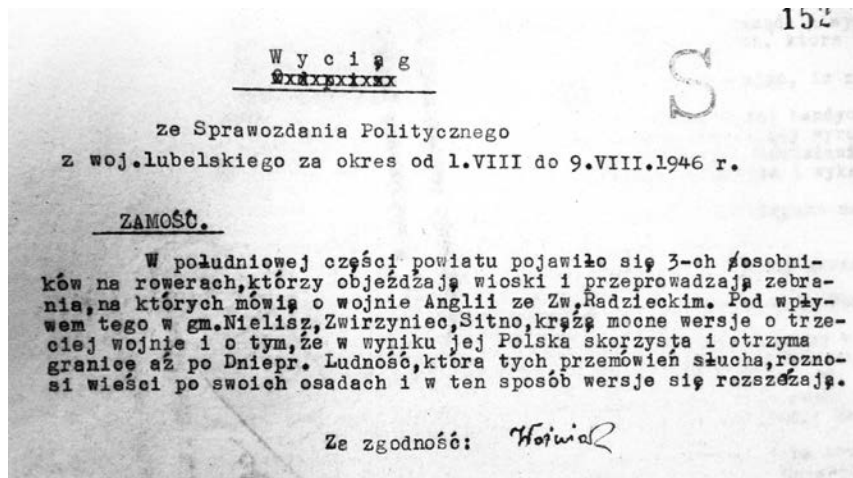 152
W y c i ą g
S
ze Sprawozdania Politycznego
z woj.lubelskiego za okres od 1.VIII do 9.VIII.1946 r.
ZAMOŚĆ.
W południowej części powiatu pojawiło się 3-ch osobni-
ków na rowerach,którzy objeżdżają wioski i przeprowadzają zebra-
nia,na których mówią o wojnie Anglii ze Zw.Radzieckim. Pod wpły-
wem tego w gm.Nielisz,Zwirzyniec,Sitno,krążą mocne wersje o trze-
ciej wojnie i o tym,że w wyniku jej Polska skorzysta i otrzyma
granice aż po Dniepr. Ludność,która tych przemówień słucha,rozno-
si wieści po swoich osadach i w ten sposób wersje się rozszdzają.
Za zgodność: Woźniak